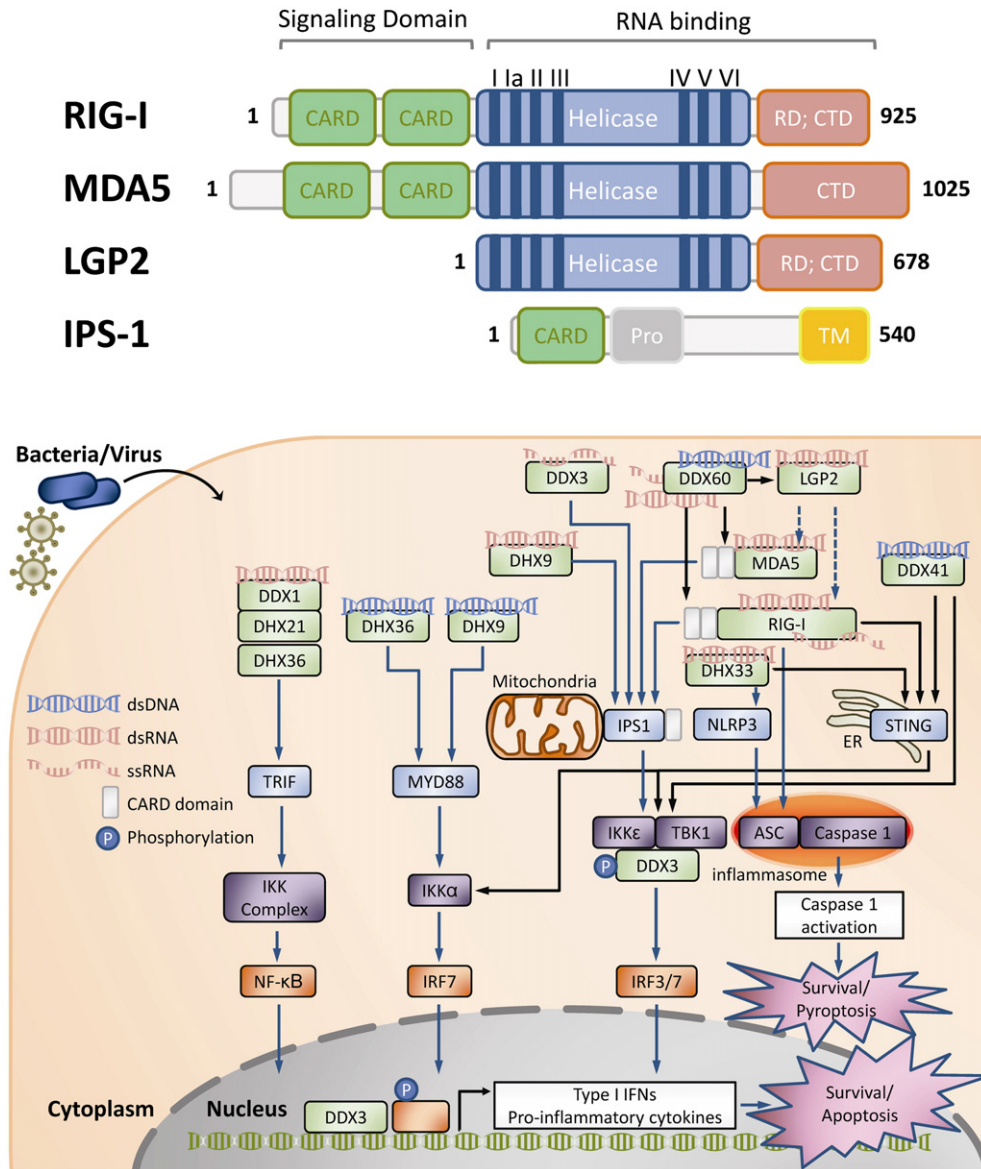 Signaling Domain RNA binding
I Ia II III IV V VI
RIG-I 1 CARD CARD Helicase RD; CTD 925
MDA5 1 CARD CARD Helicase CTD 1025
LGP2 1 Helicase RD; CTD 678
IPS-1 1 CARD Pro TM 540
Bacteria/Virus
DDX3
DDX60
LGP2
DHX9
MDA5
DDX41
DDX1
DHX21
DHX36
DHX36
DHX9
RIG-I
DHX33
Mitochondria
IPS1
NLRP3
STING
ER
dsDNA
dsRNA
ssRNA
CARD domain
P Phosphorylation
TRIF
MYD88
IKKε
TBK1
P
DDX3
ASC
Caspase 1
inflammasome
IKK
Complex
IKKα
Caspase 1
activation
NF-κB
IRF7
IRF3/7
Survival/
Pyroptosis
Cytoplasm
Nucleus
DDX3
P
Type I IFNs
Pro-inflammatory cytokines
Survival/
Apoptosis